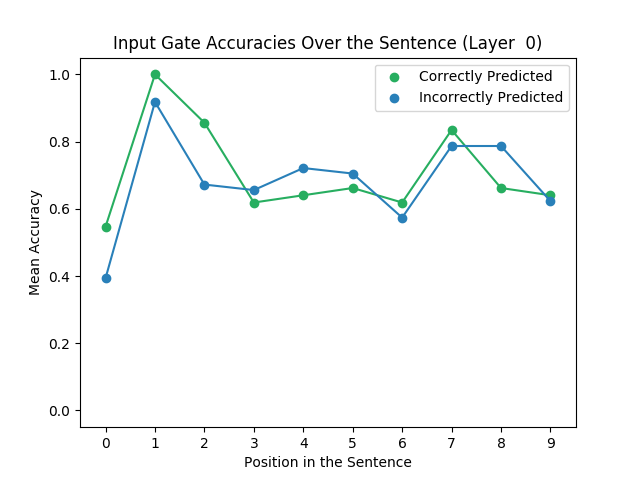 Input Gate Accuracies Over the Sentence (Layer  0)
Correctly Predicted
Incorrectly Predicted
Mean Accuracy
1.0
0.8
0.6
0.4
0.2
0.0
0 1 2 3 4 5 6 7 8 9
Position in the Sentence